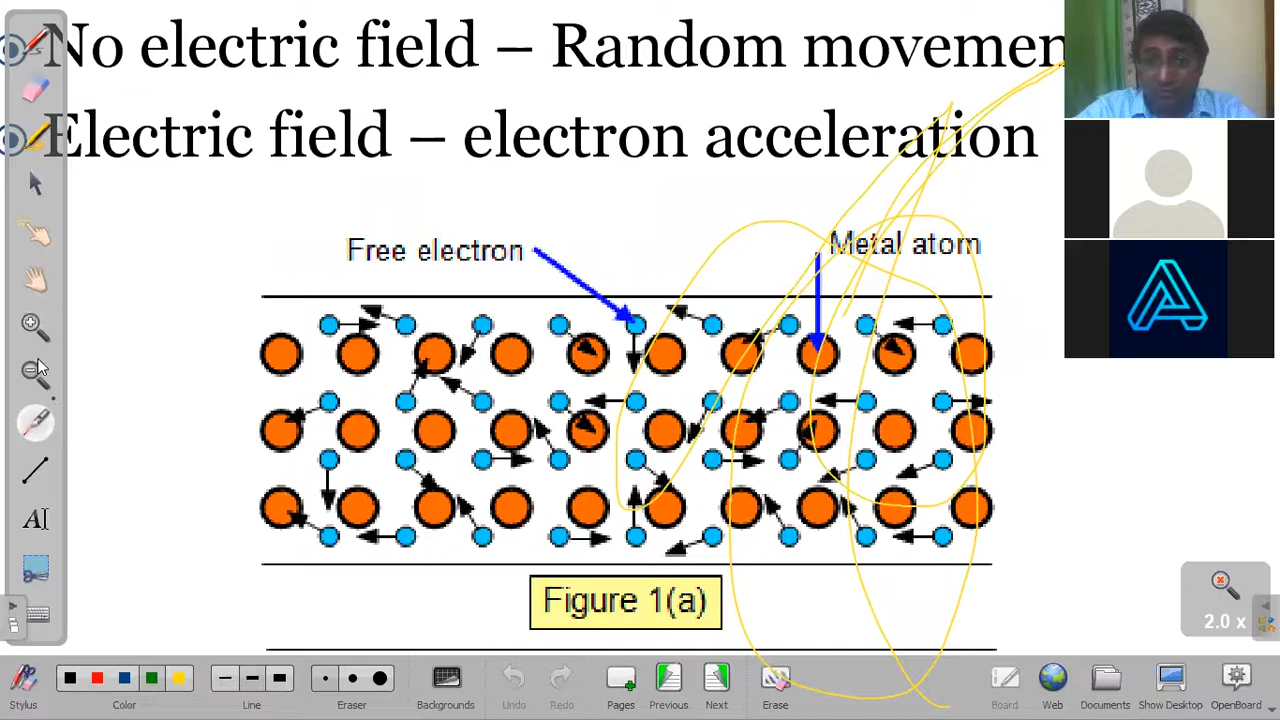 No electric field – Random movemen
Electric field – electron acceleration
Free electron
Metal atom
Figure 1(a)
2.0 x
Stylus
Color
Line
Eraser
Backgrounds
Undo
Redo
Pages
Previous
Next
Erase
Board
Web
Documents
Show Desktop
OpenBoard